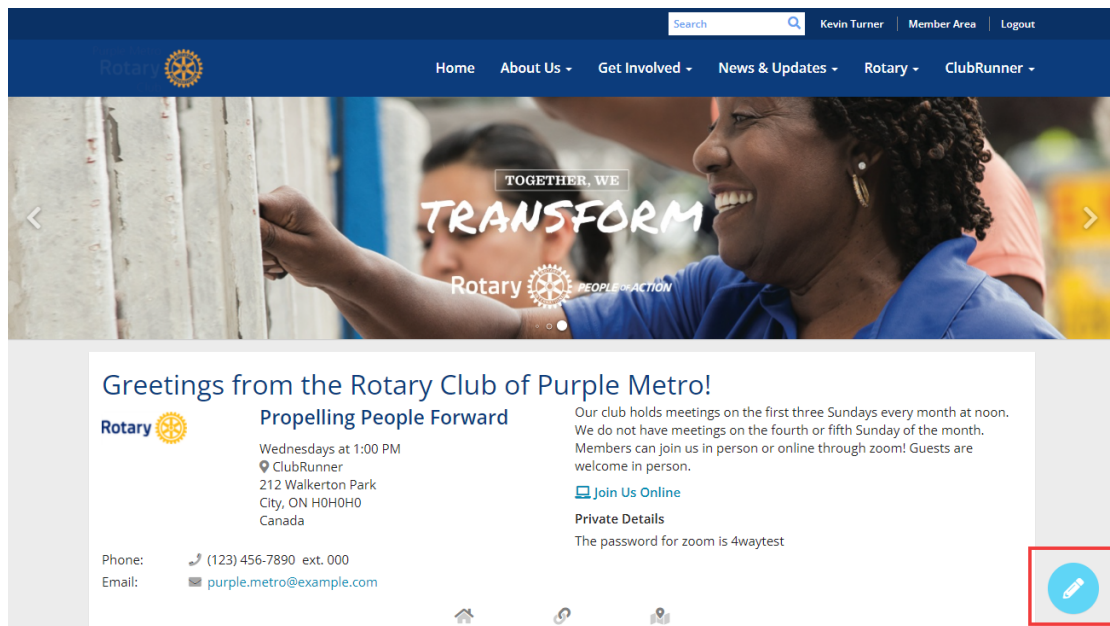 Search
Kevin Turner
Member Area
Logout
Rotary
Home
About Us
Get Involved
News & Updates
Rotary
ClubRunner
TOGETHER, WE
TRANSFORM
Rotary
PEOPLE OF ACTION
Greetings from the Rotary Club of Purple Metro!
Rotary
Propelling People Forward
Wednesdays at 1:00 PM
ClubRunner
212 Walkerton Park
City, ON H0H0H0
Canada
Our club holds meetings on the first three Sundays every month at noon.
We do not have meetings on the fourth or fifth Sunday of the month.
Members can join us in person or online through zoom! Guests are
welcome in person.
Join Us Online
Private Details
The password for zoom is 4waytest
Phone: (123) 456-7890 ext. 000
Email: purple.metro@example.com